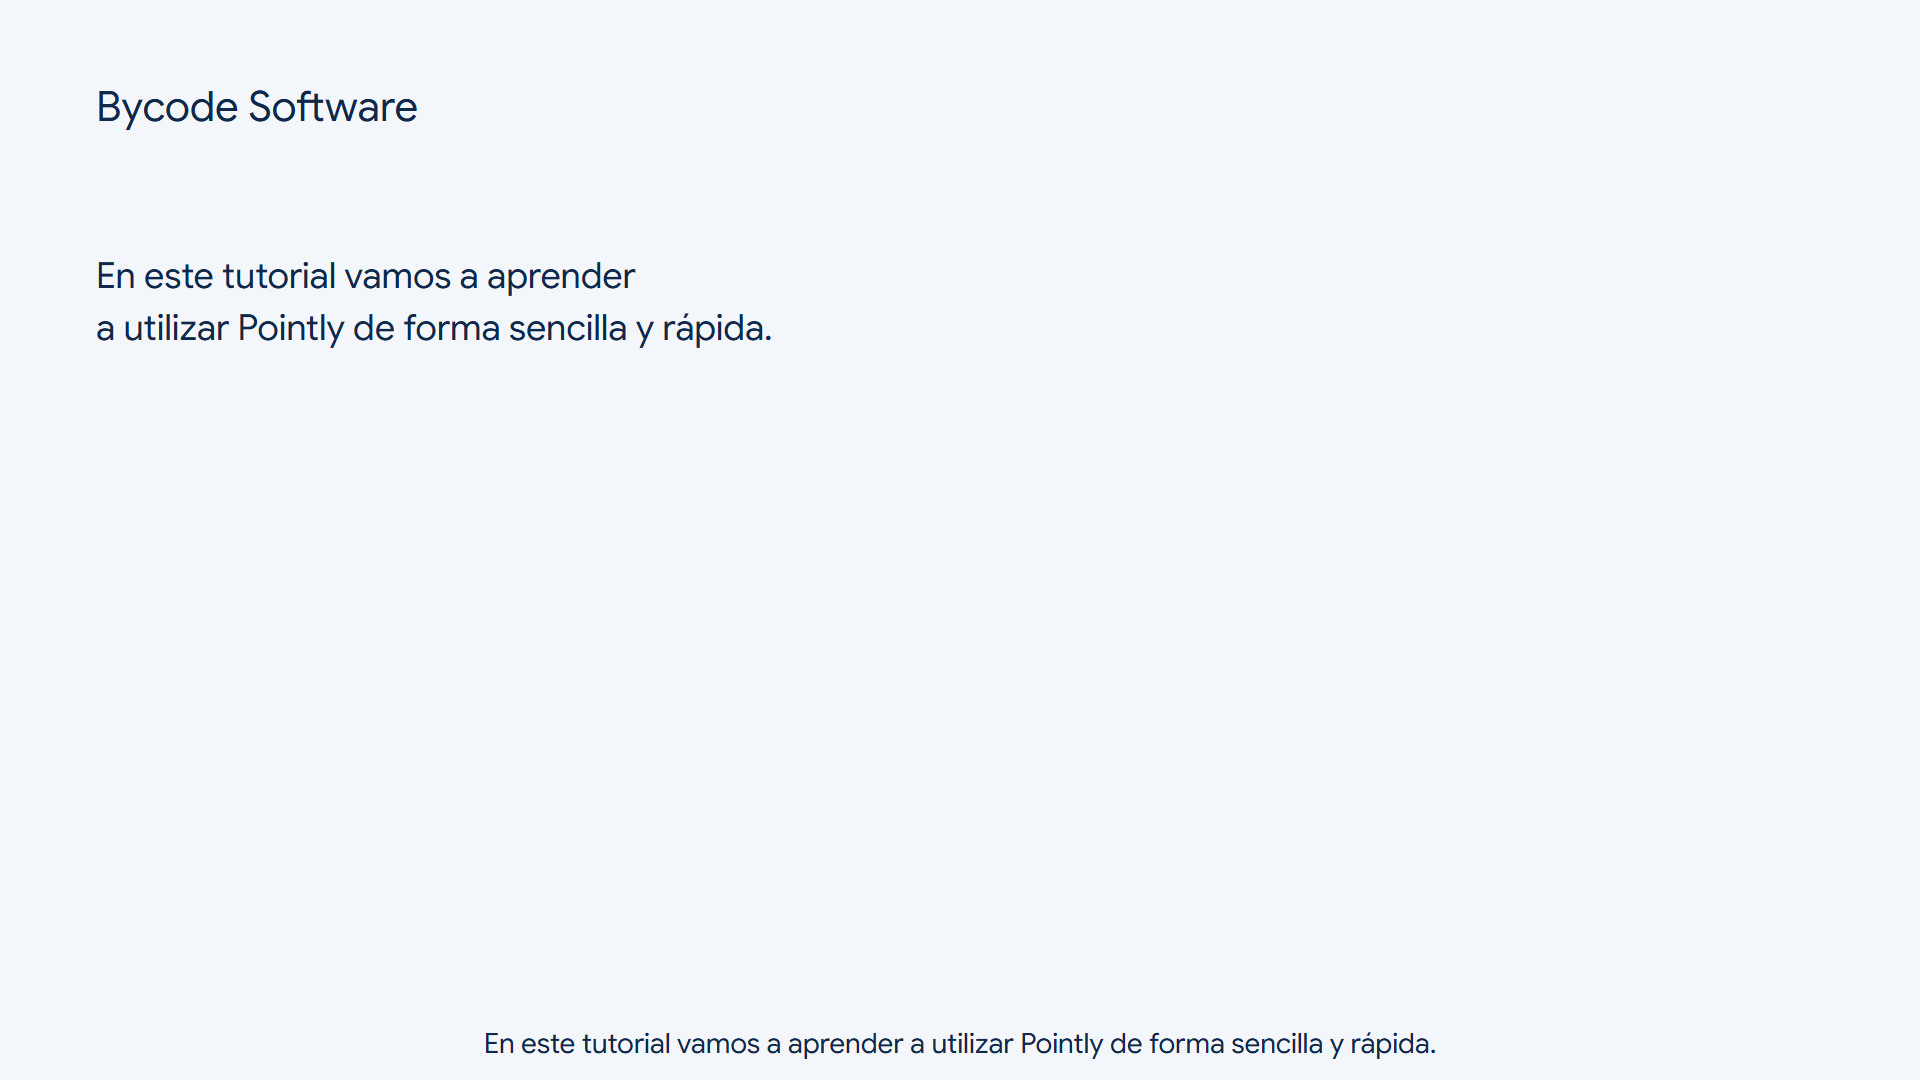 Bycode Software
En este tutorial vamos a aprender
a utilizar Pointly de forma sencilla y rápida.
En este tutorial vamos a aprender a utilizar Pointly de forma sencilla y rápida.